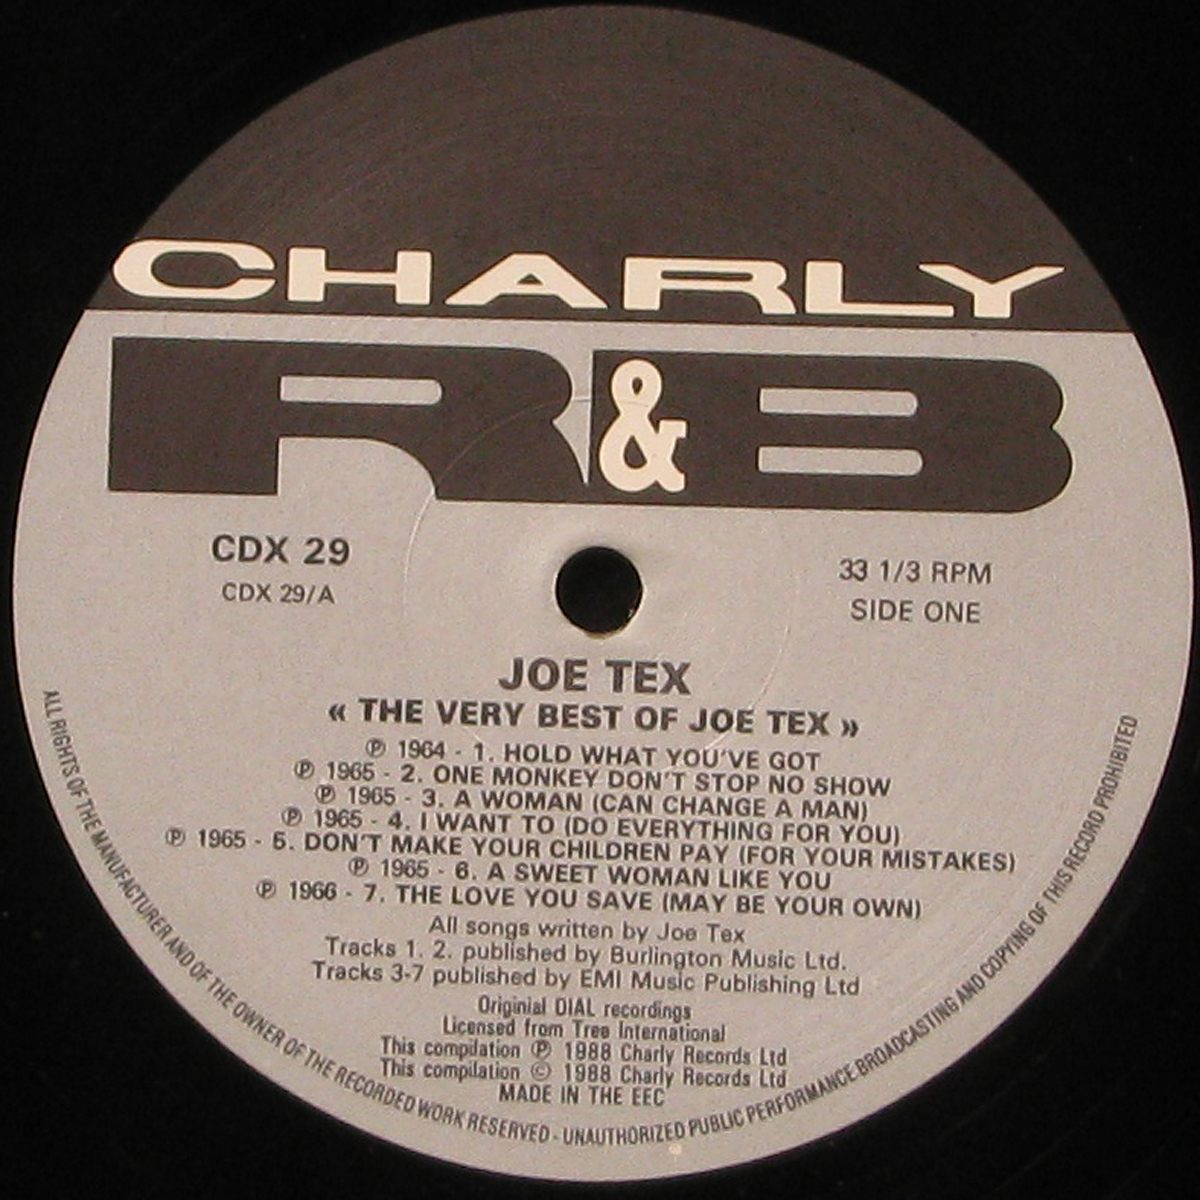 CHARLY
R&B
CDX 29
CDX 29/A
33 1/3 RPM
SIDE ONE
JOE TEX
« THE VERY BEST OF JOE TEX »
℗ 1964 - 1. HOLD WHAT YOU'VE GOT
℗ 1965 - 2. ONE MONKEY DON'T STOP NO SHOW
℗ 1965 - 3. A WOMAN (CAN CHANGE A MAN)
℗ 1965 - 4. I WANT TO (DO EVERYTHING FOR YOU)
℗ 1965 - 5. DON'T MAKE YOUR CHILDREN PAY (FOR YOUR MISTAKES)
℗ 1965 - 6. A SWEET WOMAN LIKE YOU
℗ 1966 - 7. THE LOVE YOU SAVE (MAY BE YOUR OWN)
All songs written by Joe Tex
Tracks 1. 2. published by Burlington Music Ltd.
Tracks 3-7 published by EMI Music Publishing Ltd
Originial DIAL recordings
Licensed from Tree International
This compilation ℗ 1988 Charly Records Ltd
This compilation © 1988 Charly Records Ltd
MADE IN THE EEC
ALL RIGHTS OF THE MANUFACTURER AND OF THE OWNER OF THE RECORDED WORK RESERVED - UNAUTHORIZED PUBLIC PERFORMANCE BROADCASTING AND COPYING OF THIS RECORD PROHIBITED